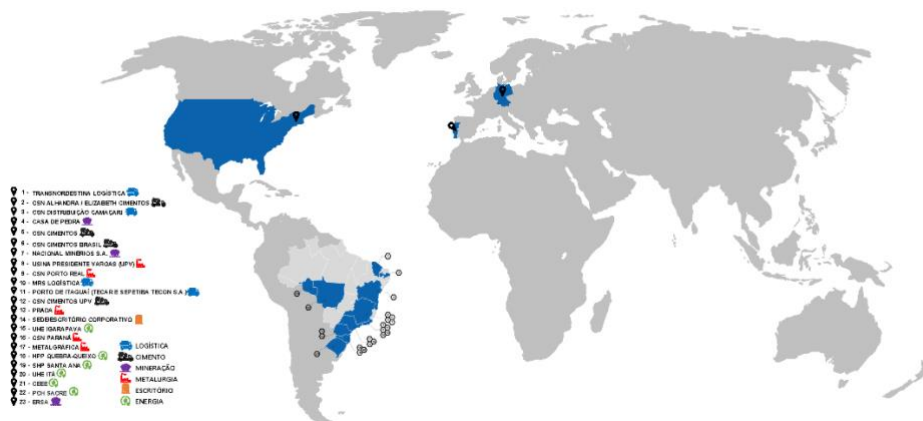 1 - TRANSNORDESTINA LOGÍSTICA
2 - CSN ALHANDRA / ELIZABETH CIMENTOS
3 - CSN DISTRIBUIÇÃO CAMAÇARI
4 - CASA DE PEDRA
5 - CSN CIMENTOS
6 - CSN CIMENTOS BRASIL
7 - NACIONAL MINÉRIOS S.A.
8 - USINA PRESIDENTE VARGAS (UPV)
9 - CSN PORTO REAL
10 - MRS LOGÍSTICA
11 - PORTO DE ITAGUAÍ (TECAR E SEPETIBA TECON S.A.)
12 - CSN CIMENTOS UPV
13 - PRADA
14 - SEDE/ESCRITÓRIO CORPORATIVO
15 - UHE IGARAPAVA
16 - CSN PARANÁ
17 - METALGRÁFICA
18 - HPP QUEBRA-QUEIXO
19 - SHP SANTA ANA
20 - UHE ITÁ
21 - CEEE
22 - PCH SACRE
23 - ERSA
LOGÍSTICA
CIMENTO
MINERAÇÃO
METALURGIA
ESCRITÓRIO
ENERGIA